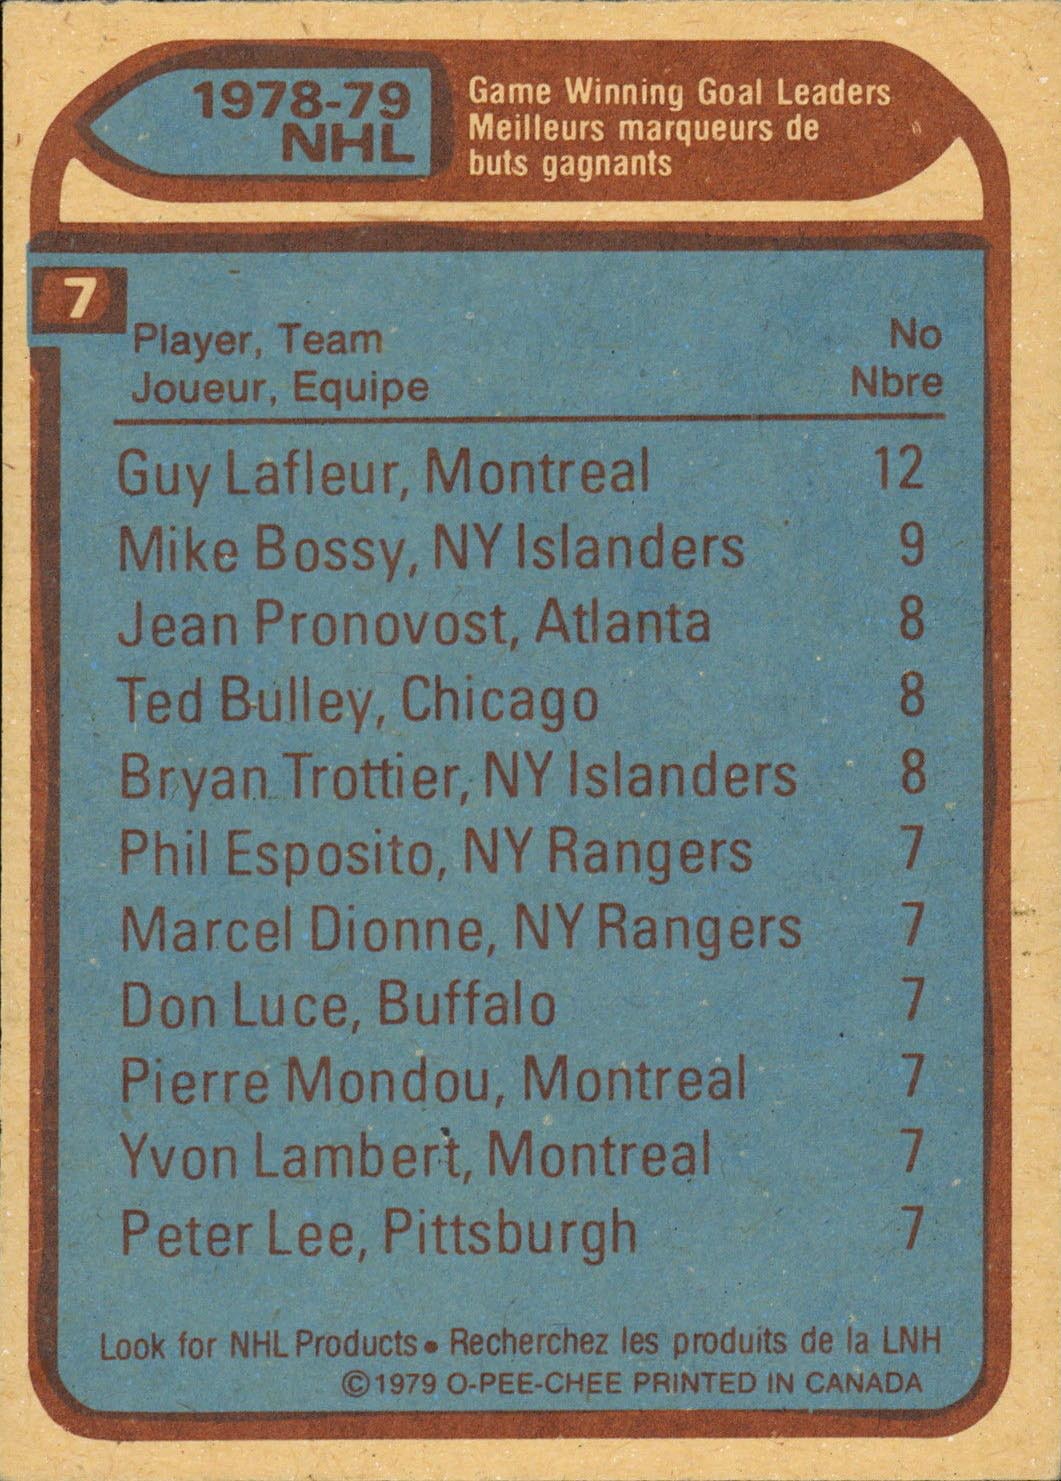 1978-79
NHL
Game Winning Goal Leaders
Meilleurs marqueurs de
buts gagnants
7
Player, Team No
Joueur, Equipe Nbre
Guy Lafleur, Montreal 12
Mike Bossy, NY Islanders 9
Jean Pronovost, Atlanta 8
Ted Bulley, Chicago 8
Bryan Trottier, NY Islanders 8
Phil Esposito, NY Rangers 7
Marcel Dionne, NY Rangers 7
Don Luce, Buffalo 7
Pierre Mondou, Montreal 7
Yvon Lambert, Montreal 7
Peter Lee, Pittsburgh 7
Look for NHL Products • Recherchez les produits de la LNH
©1979 O-PEE-CHEE PRINTED IN CANADA